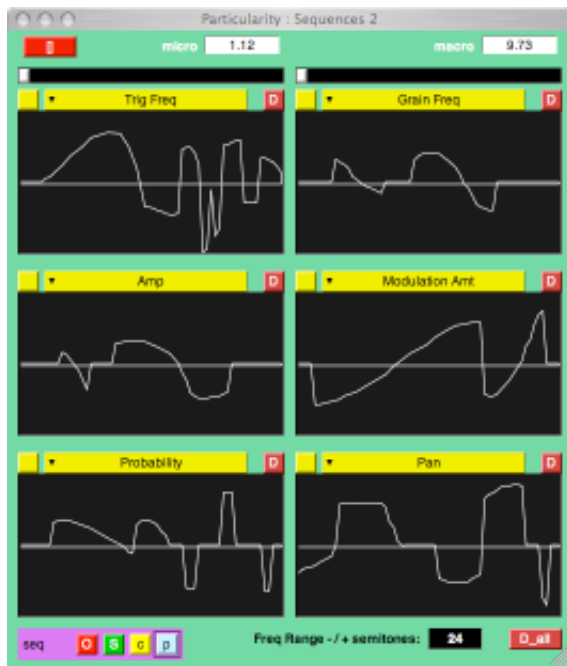 Particularity : Sequences 2
[] micro 1.12 macro 9.73
Trig Freq D Grain Freq D
Amp D Modulation Amt D
Probability D Pan D
seq O S c p Freq Range -/+ semitones: 24 D_all